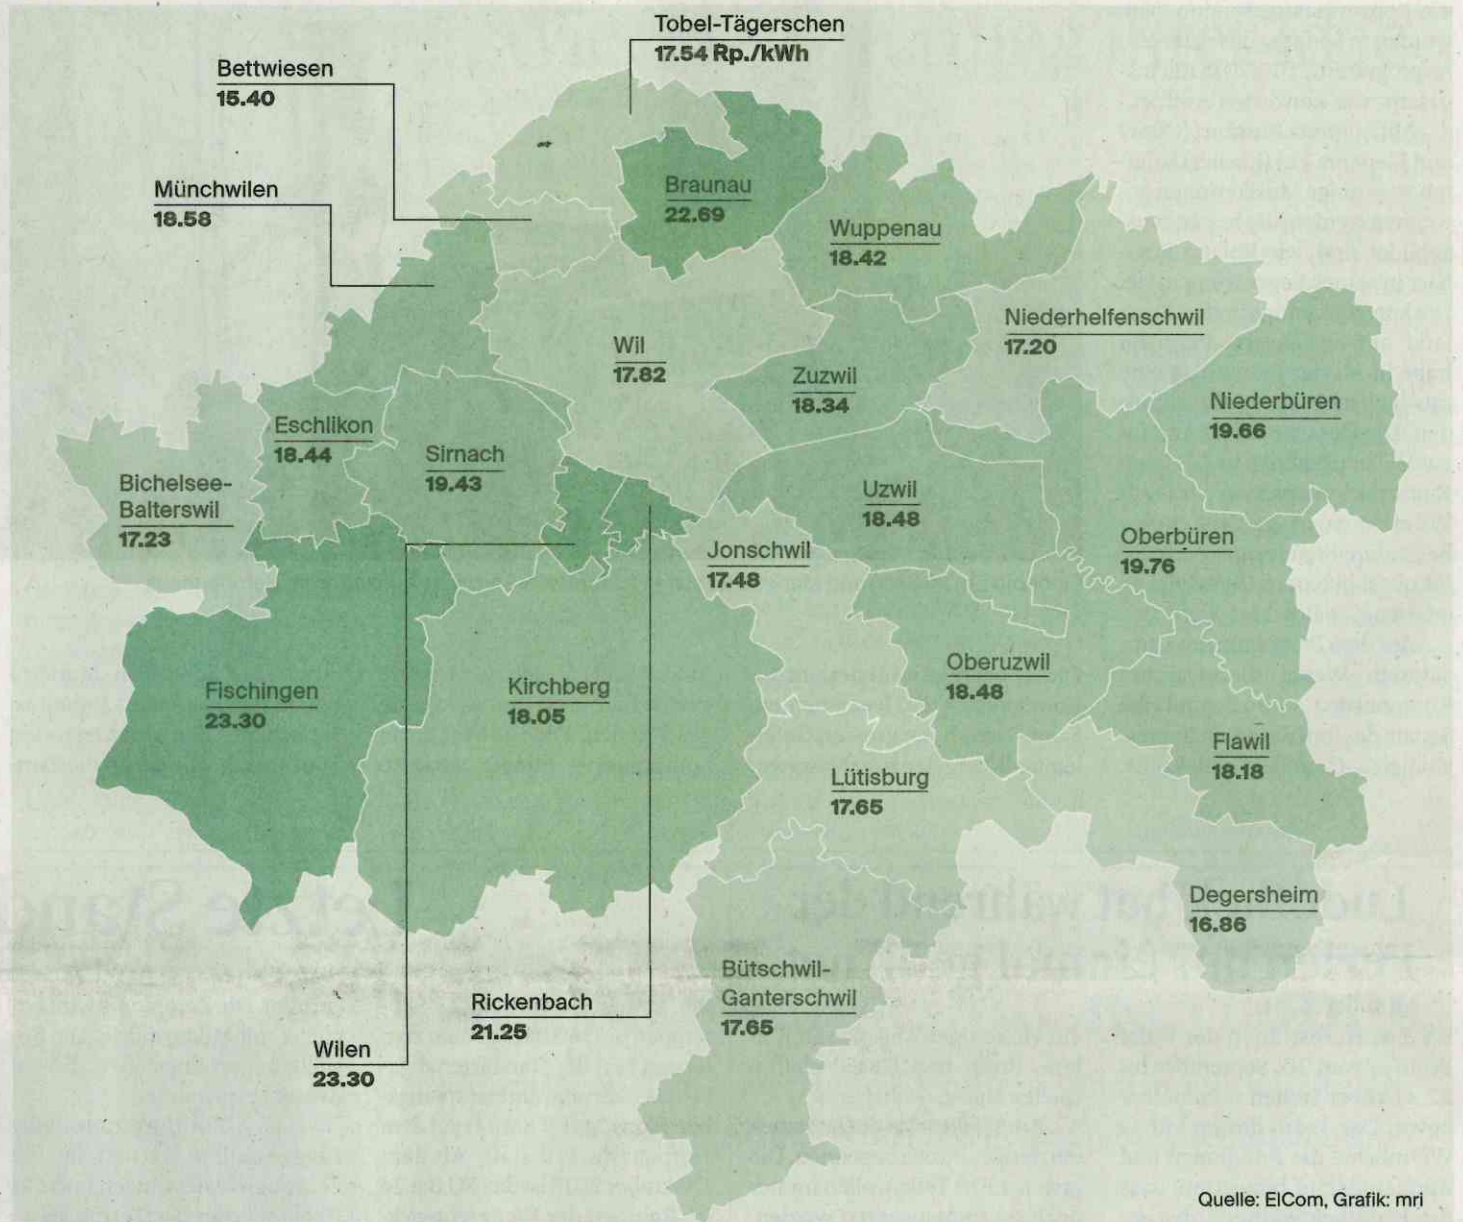 Tobel-Tägerschen
17.54 Rp./kWh
Bettwiesen
15.40
Münchwilen
18.58
Braunau
22.69
Wuppenau
18.42
Niederhelfenschwil
17.20
Wil
17.82
Zuzwil
18.34
Niederbüren
19.66
Eschlikon
18.44
Sirnach
19.43
Bichelsee-
Balterswil
17.23
Uzwil
18.48
Oberbüren
19.76
Jonschwil
17.48
Oberuzwil
18.48
Fischingen
23.30
Kirchberg
18.05
Flawil
18.18
Lütisburg
17.65
Degersheim
16.86
Bütschwil-
Ganterschwil
17.65
Rickenbach
21.25
Wilen
23.30
Quelle: ElCom, Grafik: mri